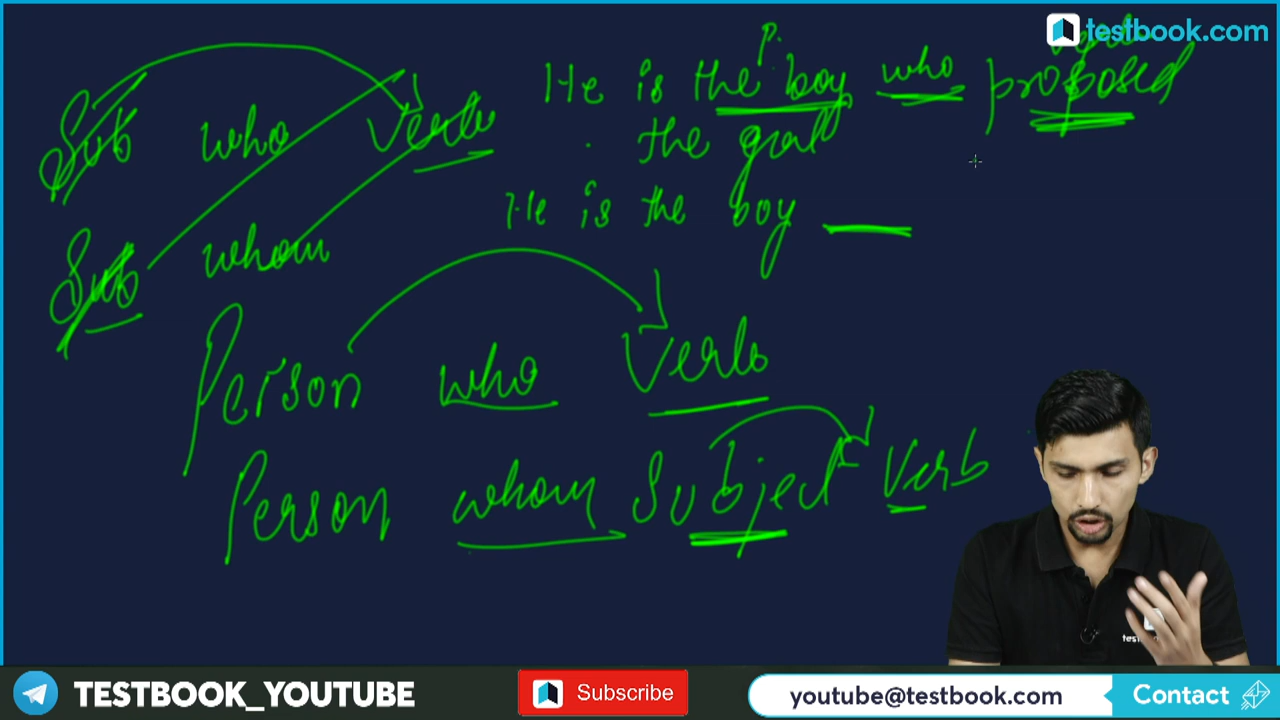 testbook.com
P.
He is the boy who proposed
Sub who Verb
the
He is the boy
Sub whom
Person who Verb
Person whom Subject Verb
TESTBOOK_YOUTUBE
Subscribe
youtube@testbook.com
Contact